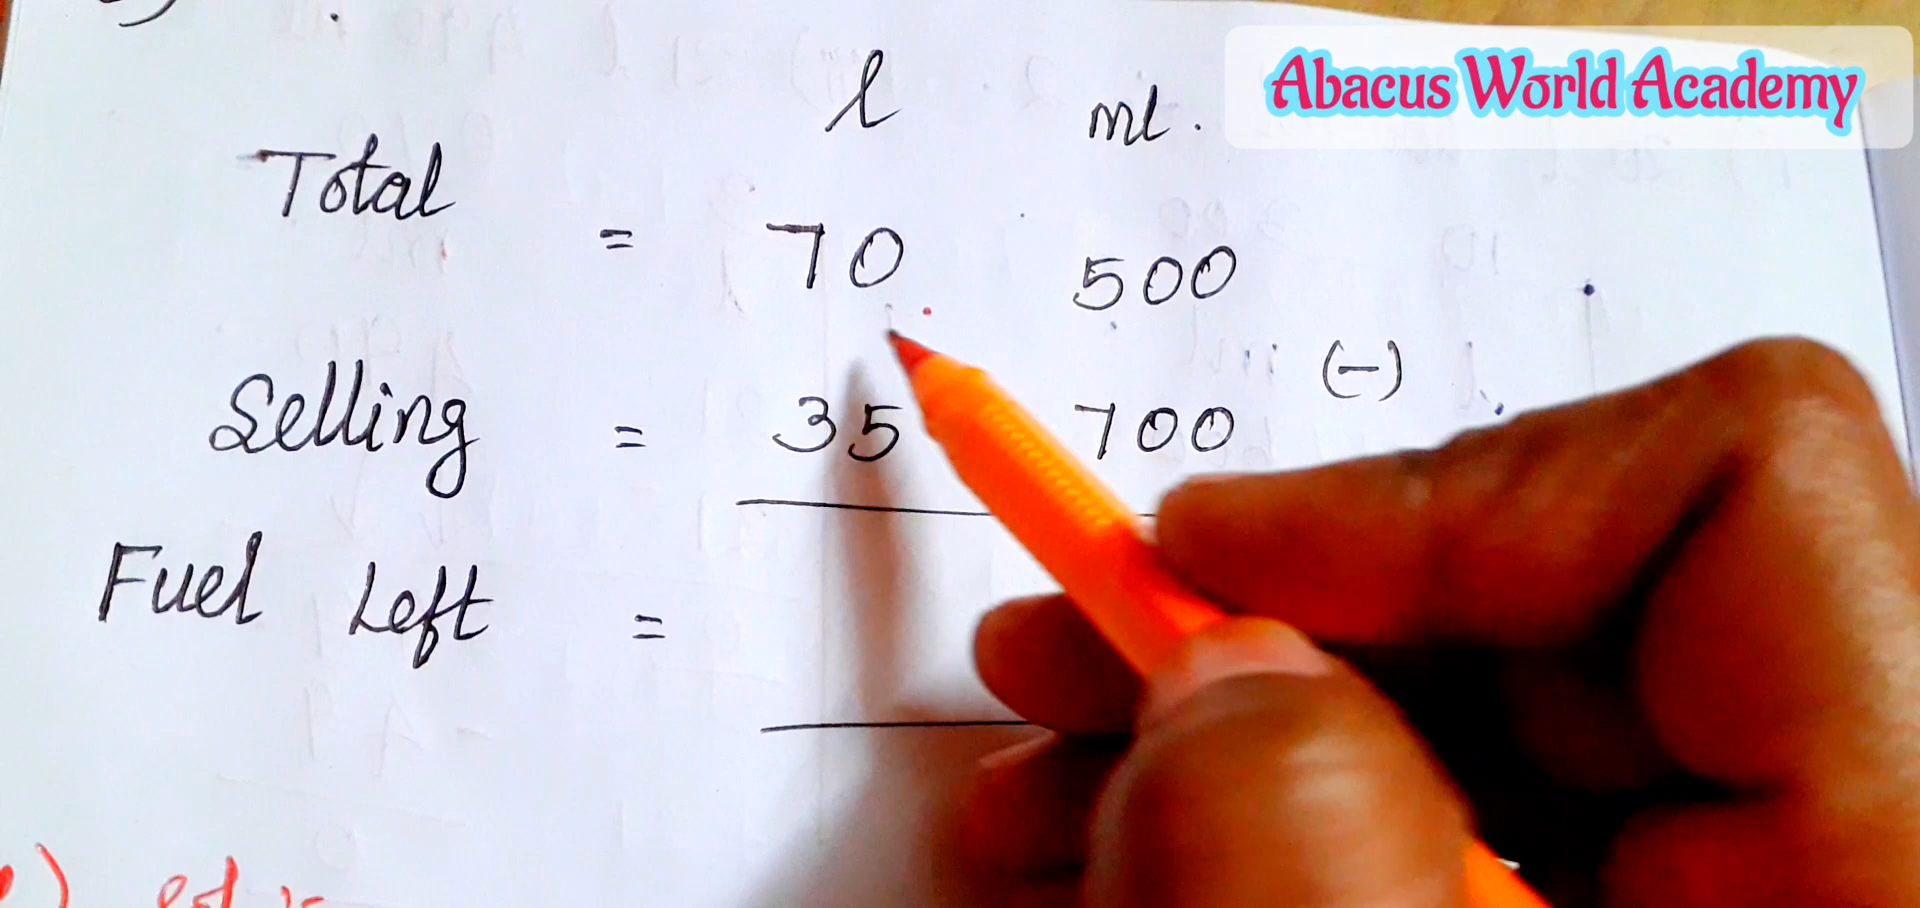 Abacus World Academy
l ml.
Total = 70 500
(-)
Selling = 35 700
Fuel Left =